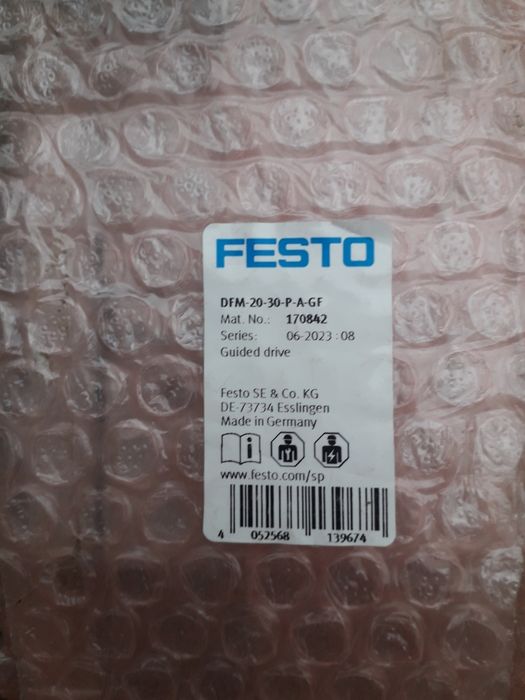 FESTO
DFM-20-30-P-A-GF
Mat. No.: 170842
Series: 06-2023 : 08
Guided drive
Festo SE & Co. KG
DE-73734 Esslingen
Made in Germany
www.festo.com/sp
4 052568 139674